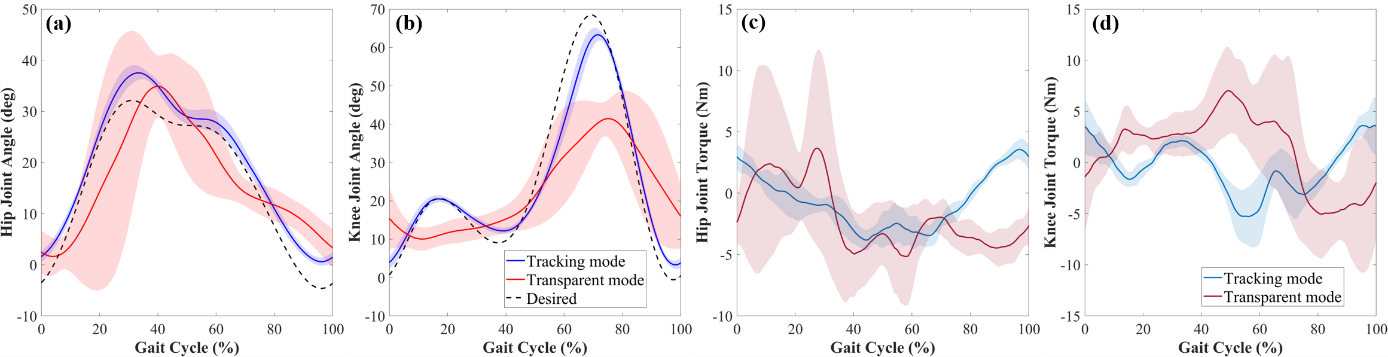 (a)
Hip Joint Angle (deg)
50
40
30
20
10
0
-10
0 20 40 60 80 100
Gait Cycle (%)
(b)
Knee Joint Angle (deg)
70
60
50
40
30
20
10
0
-10
0 20 40 60 80 100
Gait Cycle (%)
Tracking mode
Transparent mode
Desired
(c)
Hip Joint Torque (Nm)
15
10
5
0
-5
-10
0 20 40 60 80 100
Gait Cycle (%)
(d)
Knee Joint Torque (Nm)
15
10
5
0
-5
-10
-15
0 20 40 60 80 100
Gait Cycle (%)
Tracking mode
Transparent mode